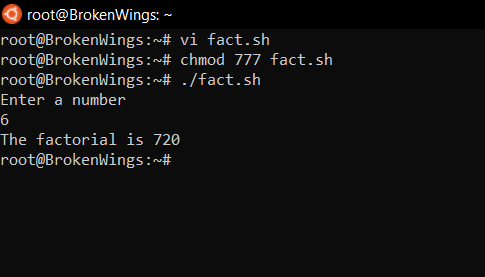 root@BrokenWings: ~
root@BrokenWings:~# vi fact.sh
root@BrokenWings:~# chmod 777 fact.sh
root@BrokenWings:~# ./fact.sh
Enter a number
6
The factorial is 720
root@BrokenWings:~#